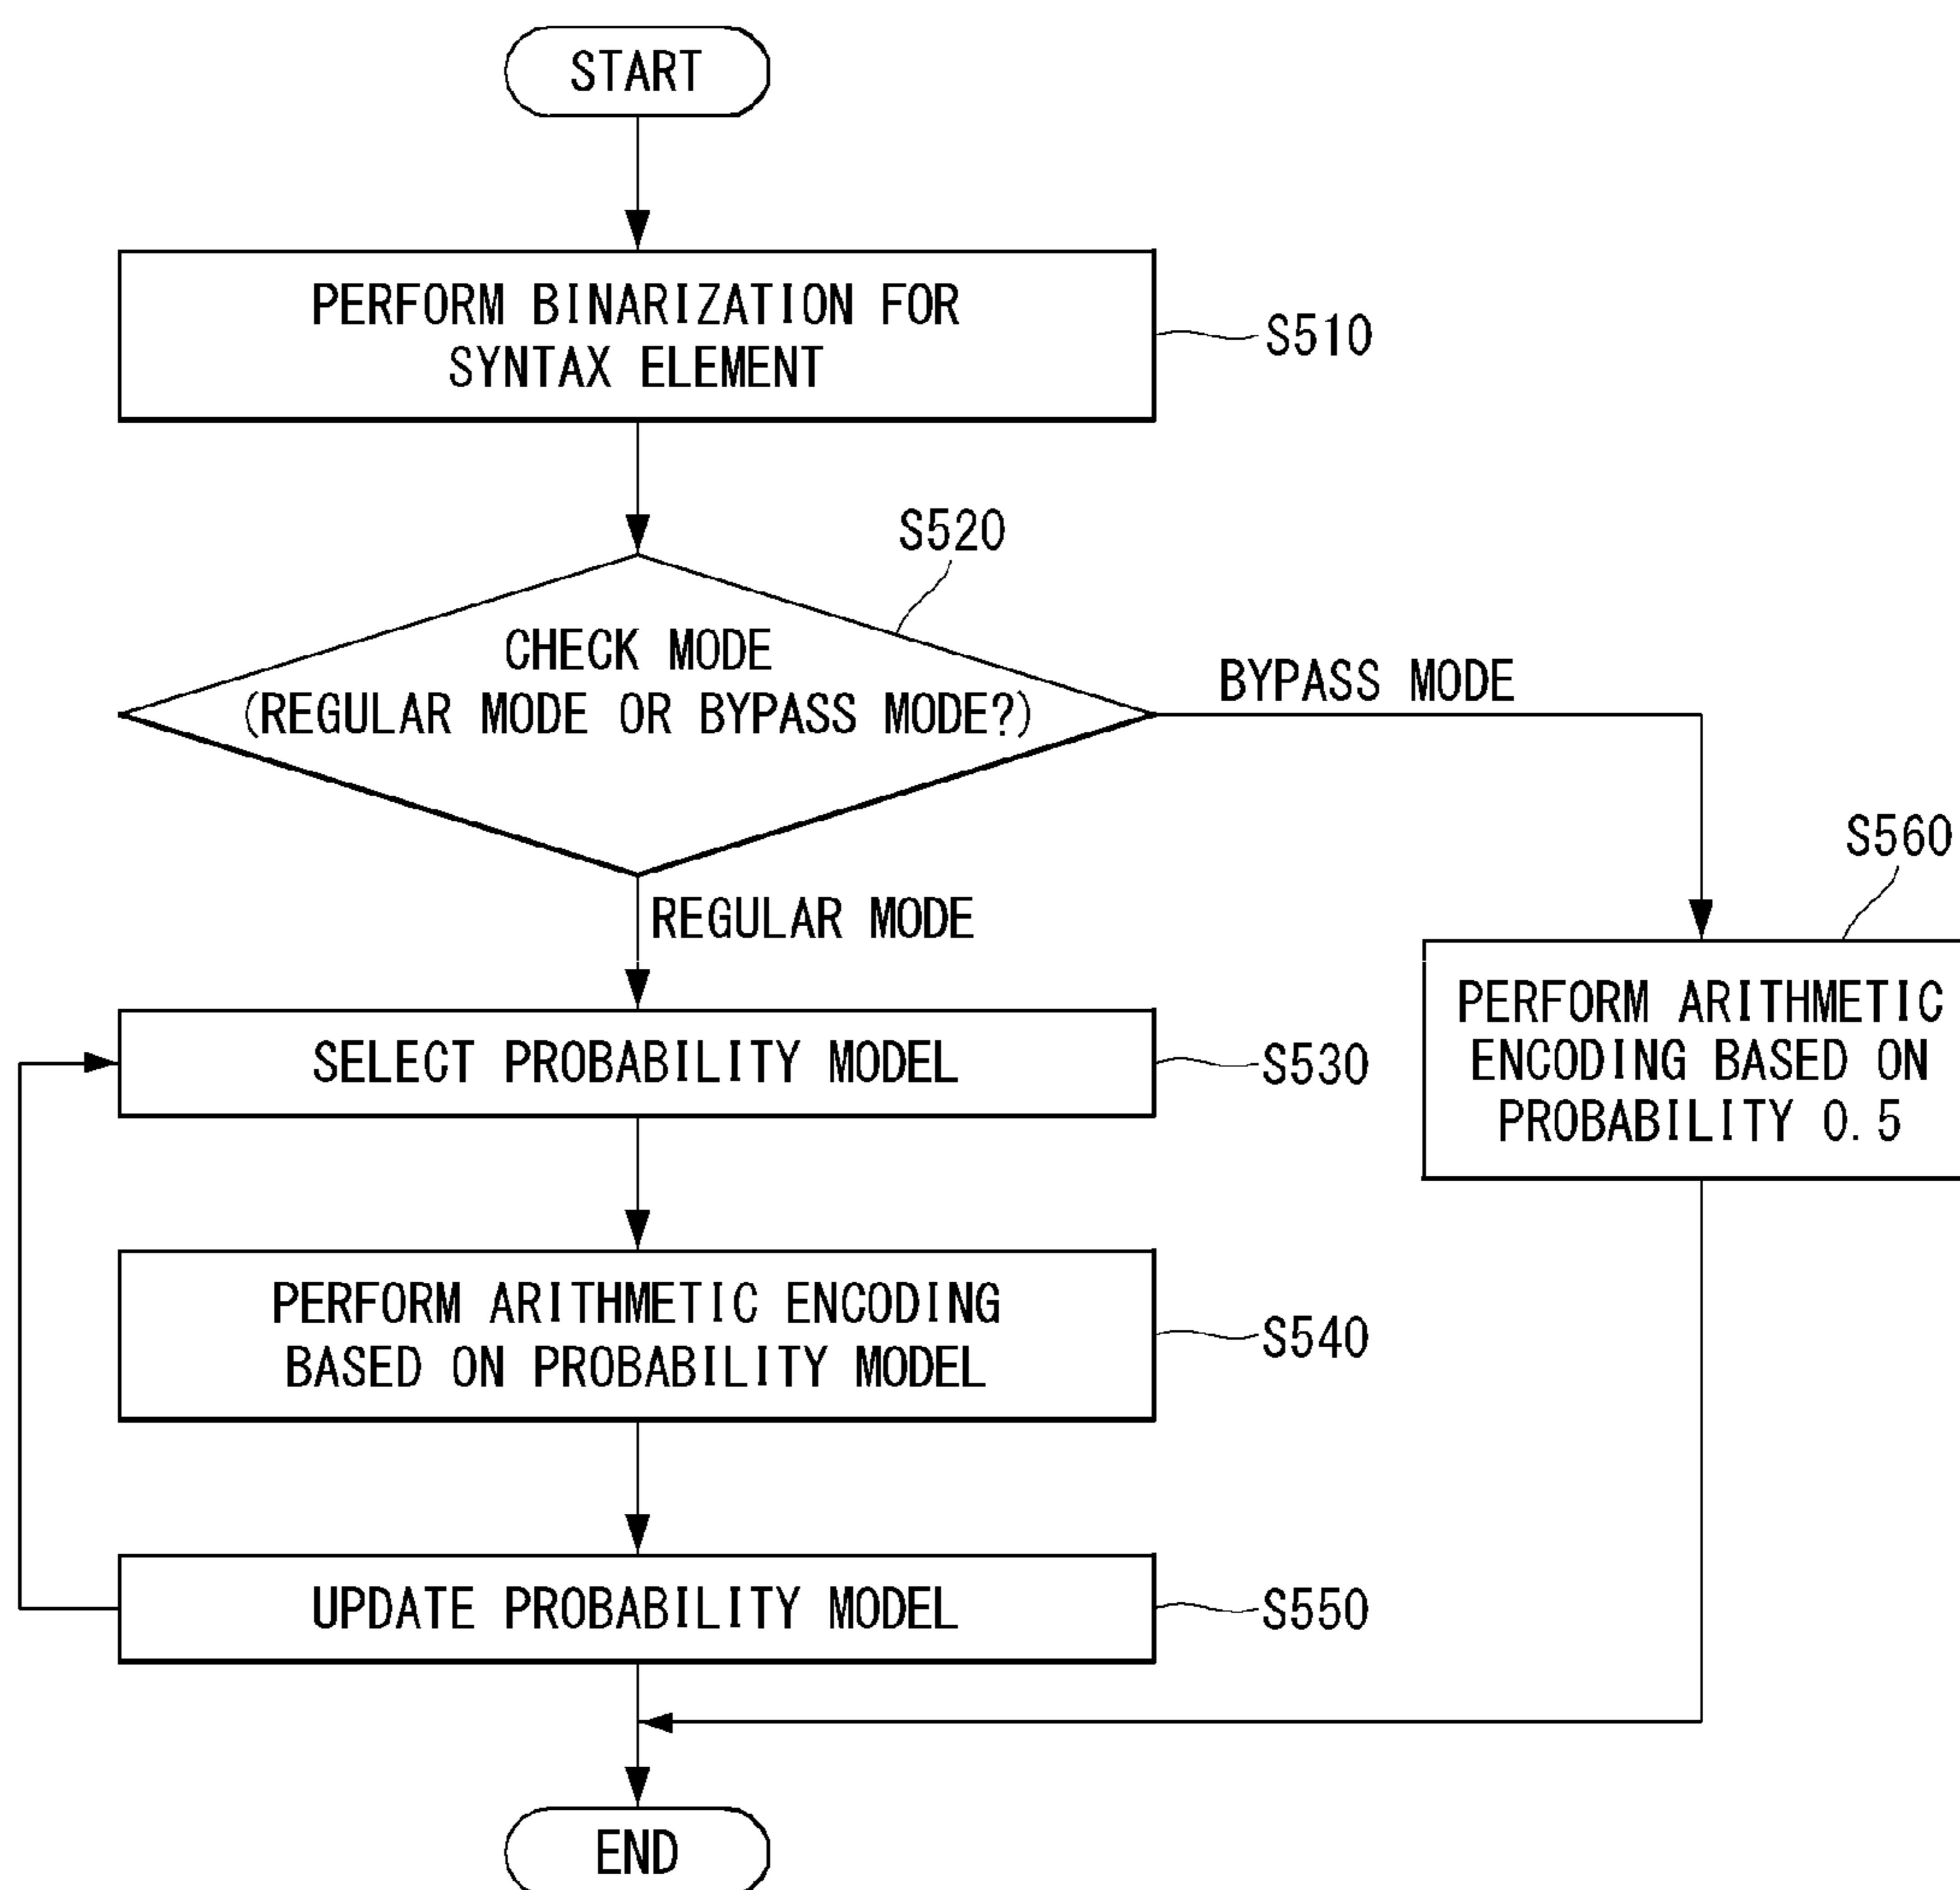 START
PERFORM BINARIZATION FOR
SYNTAX ELEMENT
S510
S520
CHECK MODE
(REGULAR MODE OR BYPASS MODE?)
BYPASS MODE
REGULAR MODE
S560
PERFORM ARITHMETIC
ENCODING BASED ON
PROBABILITY 0.5
SELECT PROBABILITY MODEL
S530
PERFORM ARITHMETIC ENCODING
BASED ON PROBABILITY MODEL
S540
UPDATE PROBABILITY MODEL
S550
END